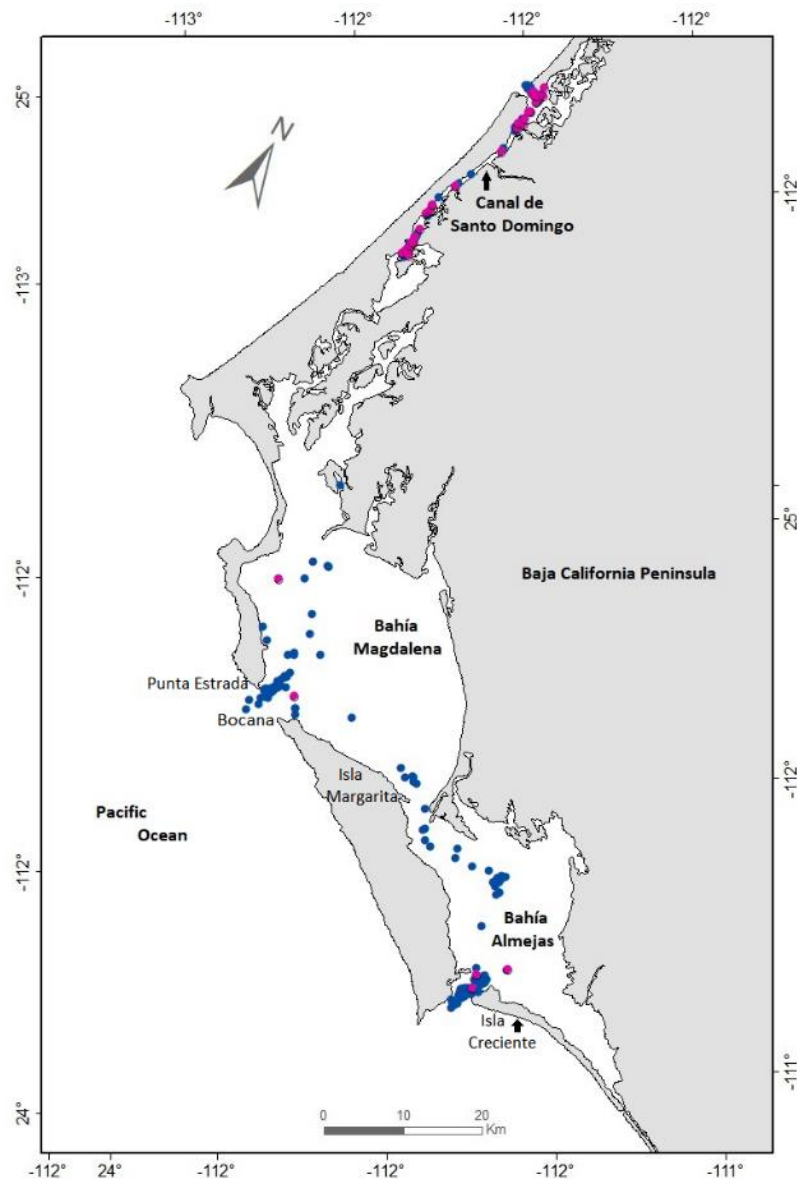 -113°
-112°
-112°
-112°
25°
N
-112°
Canal de
Santo Domingo
-113°
25°
-112°
Baja California Peninsula
Bahía
Magdalena
Punta Estrada
Bocana
Isla
Margarita
-112°
Pacific
Ocean
-112°
Bahía
Almejas
Isla
Creciente
-111°
24°
0 10 20
Km
-112° 24° -112° -112° -112° -111°